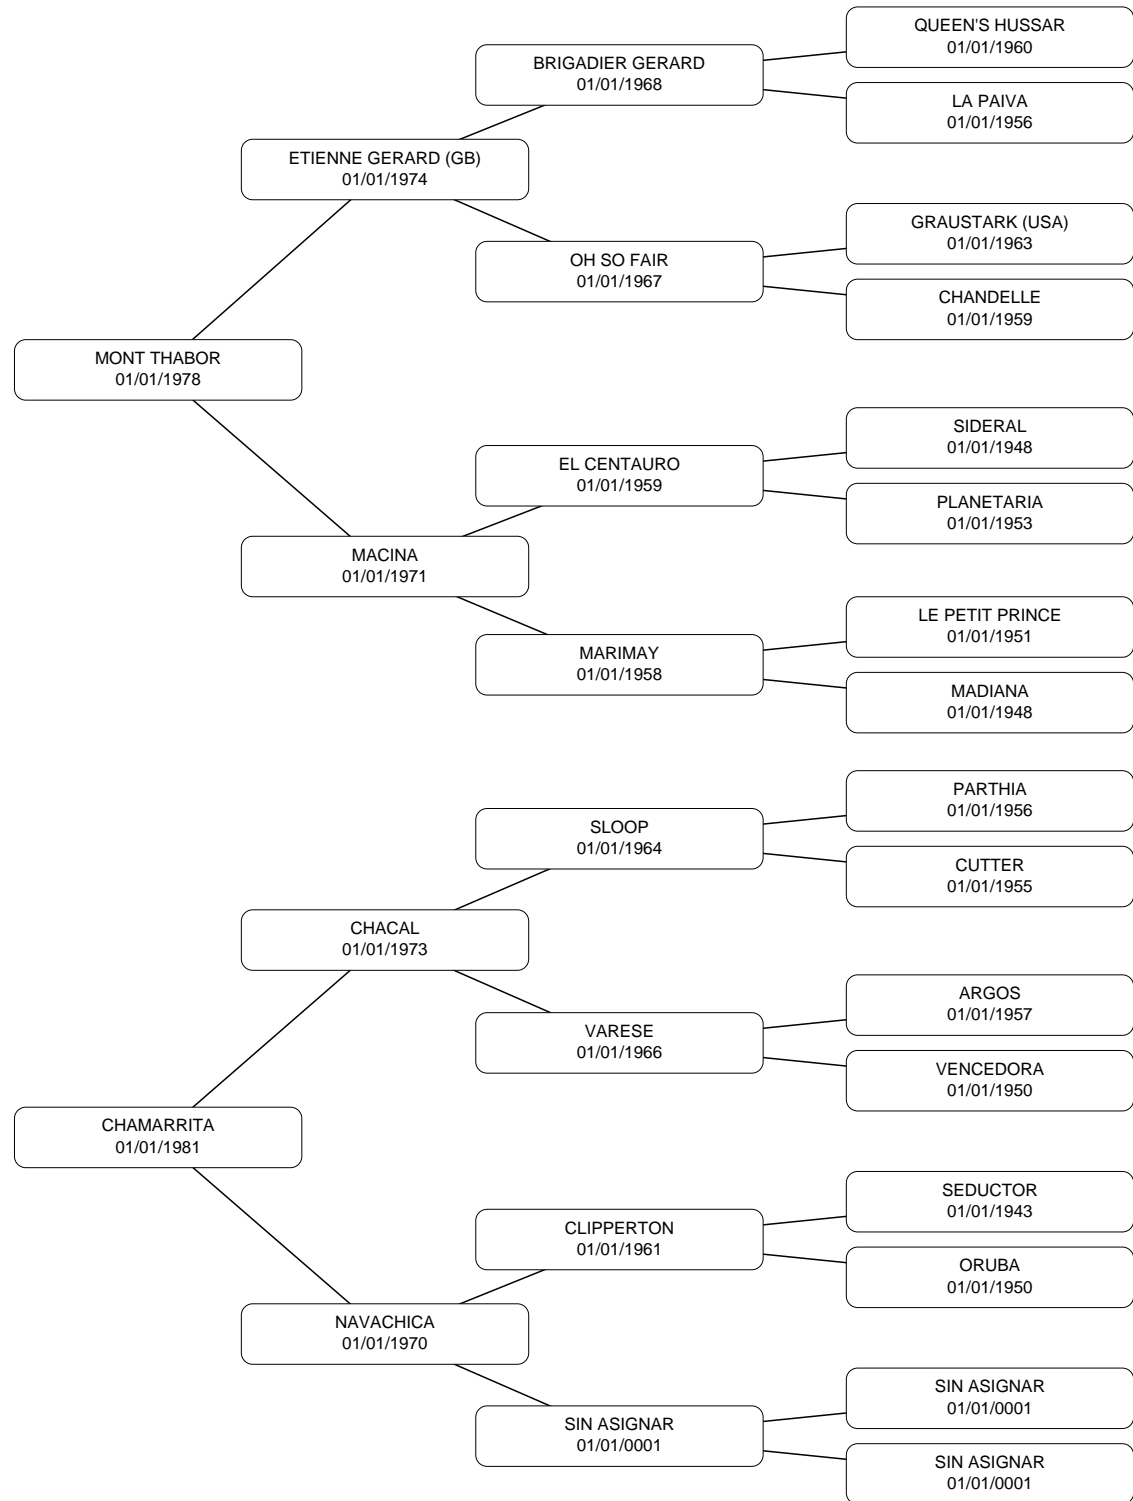 QUEEN'S HUSSAR
01/01/1960
BRIGADIER GERARD
01/01/1968
LA PAIVA
01/01/1956
ETIENNE GERARD (GB)
01/01/1974
GRAUSTARK (USA)
01/01/1963
OH SO FAIR
01/01/1967
CHANDELLE
01/01/1959
MONT THABOR
01/01/1978
SIDERAL
01/01/1948
EL CENTAURO
01/01/1959
PLANETARIA
01/01/1953
MACINA
01/01/1971
LE PETIT PRINCE
01/01/1951
MARIMAY
01/01/1958
MADIANA
01/01/1948
PARTHIA
01/01/1956
SLOOP
01/01/1964
CUTTER
01/01/1955
CHACAL
01/01/1973
ARGOS
01/01/1957
VARESE
01/01/1966
VENCEDORA
01/01/1950
CHAMARRITA
01/01/1981
SEDUCTOR
01/01/1943
CLIPPERTON
01/01/1961
ORUBA
01/01/1950
NAVACHICA
01/01/1970
SIN ASIGNAR
01/01/0001
SIN ASIGNAR
01/01/0001
SIN ASIGNAR
01/01/0001